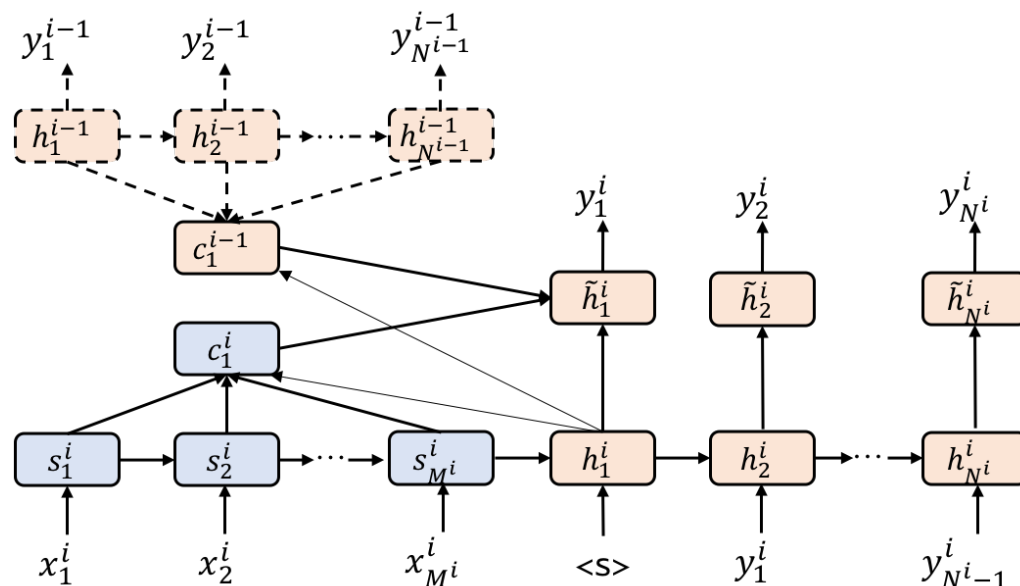 y_1^{i-1} y_2^{i-1} y_{N^{i-1}}^{i-1}
h_1^{i-1} h_2^{i-1} ··· h_{N^{i-1}}^{i-1}
y_1^i y_2^i y_{N^i}^i
c_1^{i-1}
h̃_1^i h̃_2^i h̃_{N^i}^i
c_1^i
s_1^i s_2^i ··· s_{M^i}^i h_1^i h_2^i ··· h_{N^i}^i
x_1^i x_2^i x_{M^i}^i <s> y_1^i y_{N^i-1}^i